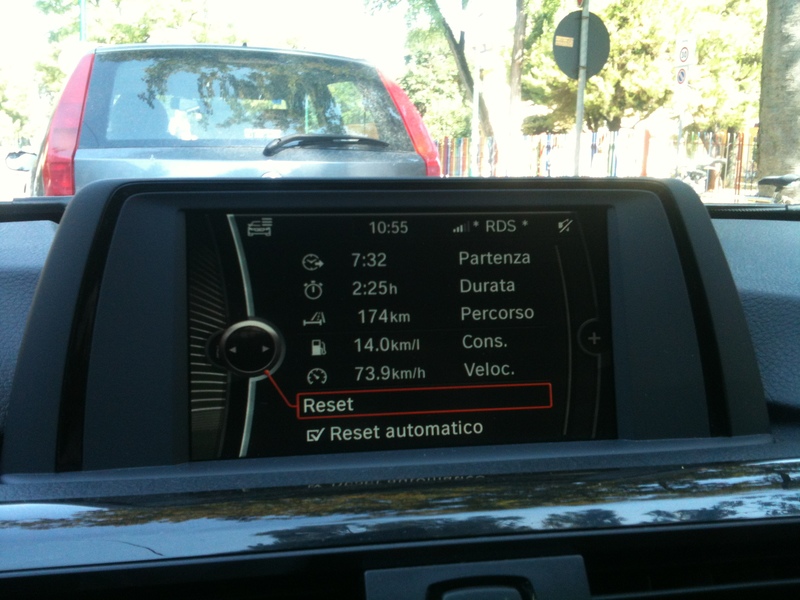 10:55 * RDS *
7:32 Partenza
2:25h Durata
174km Percorso
14.0km/l Cons.
73.9km/h Veloc.
Reset
Reset automatico